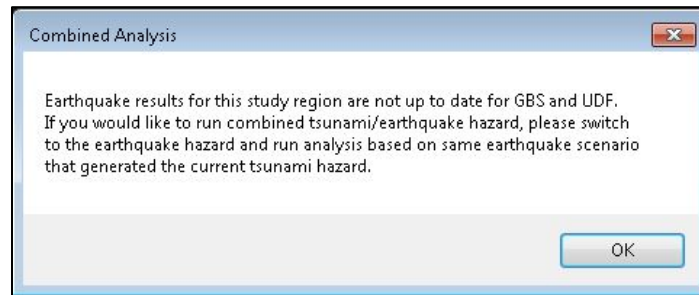 Combined Analysis
Earthquake results for this study region are not up to date for GBS and UDF.
If you would like to run combined tsunami/earthquake hazard, please switch
to the earthquake hazard and run analysis based on same earthquake scenario
that generated the current tsunami hazard.
OK